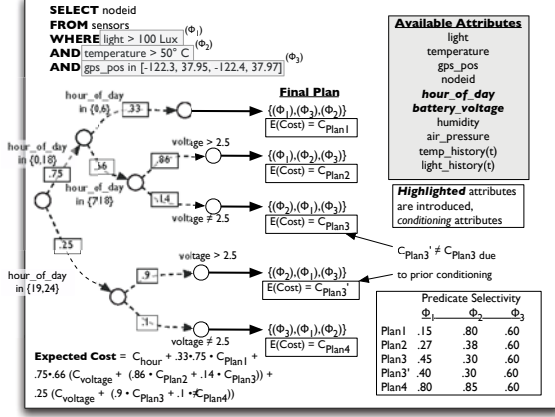 SELECT nodeid
FROM sensors
WHERE light > 100 Lux (Φ1)
AND temperature > 50° C (Φ2)
AND gps_pos in [-122.3, 37.95, -122.4, 37.97] (Φ3)
Available Attributes
light
temperature
gps_pos
nodeid
hour_of_day
battery_voltage
humidity
air_pressure
temp_history(t)
light_history(t)
Highlighted attributes
are introduced,
conditioning attributes
Final Plan
hour_of_day
in {0,6}
.33
{(Φ1),(Φ3),(Φ2)}
E(Cost) = CPlan1
hour_of_day
in {0,18}
.75
.66
hour_of_day
in {7,18}
voltage > 2.5
.86
{(Φ1),(Φ2),(Φ3)}
E(Cost) = CPlan2
.14
voltage ≠ 2.5
{(Φ2),(Φ1),(Φ3)}
E(Cost) = CPlan3
CPlan3' ≠ CPlan3 due
to prior conditioning
.25
hour_of_day
in {19,24}
voltage > 2.5
.9
{(Φ2),(Φ1),(Φ3)}
E(Cost) = CPlan3'
.1
voltage ≠ 2.5
{(Φ3),(Φ1),(Φ2)}
E(Cost) = CPlan4
Expected Cost = Chour + .33•.75 • CPlan1 +
.75•.66 (Cvoltage + (.86 • CPlan2 + .14 • CPlan3)) +
.25 (Cvoltage + (.9 • CPlan3 + .1 • CPlan4))
Predicate Selectivity
Φ1 Φ2 Φ3
Plan1 .15 .80 .60
Plan2 .27 .38 .60
Plan3 .45 .30 .60
Plan3' .40 .30 .60
Plan4 .80 .85 .60